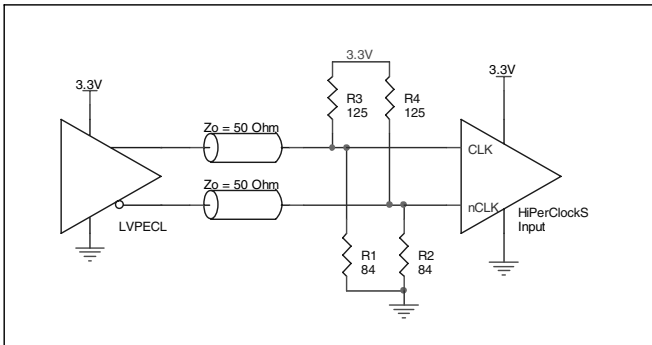 3.3V
3.3V
3.3V
R3
125
R4
125
Zo = 50 Ohm
CLK
Zo = 50 Ohm
nCLK
LVPECL
HiPerClockS
Input
R1
84
R2
84